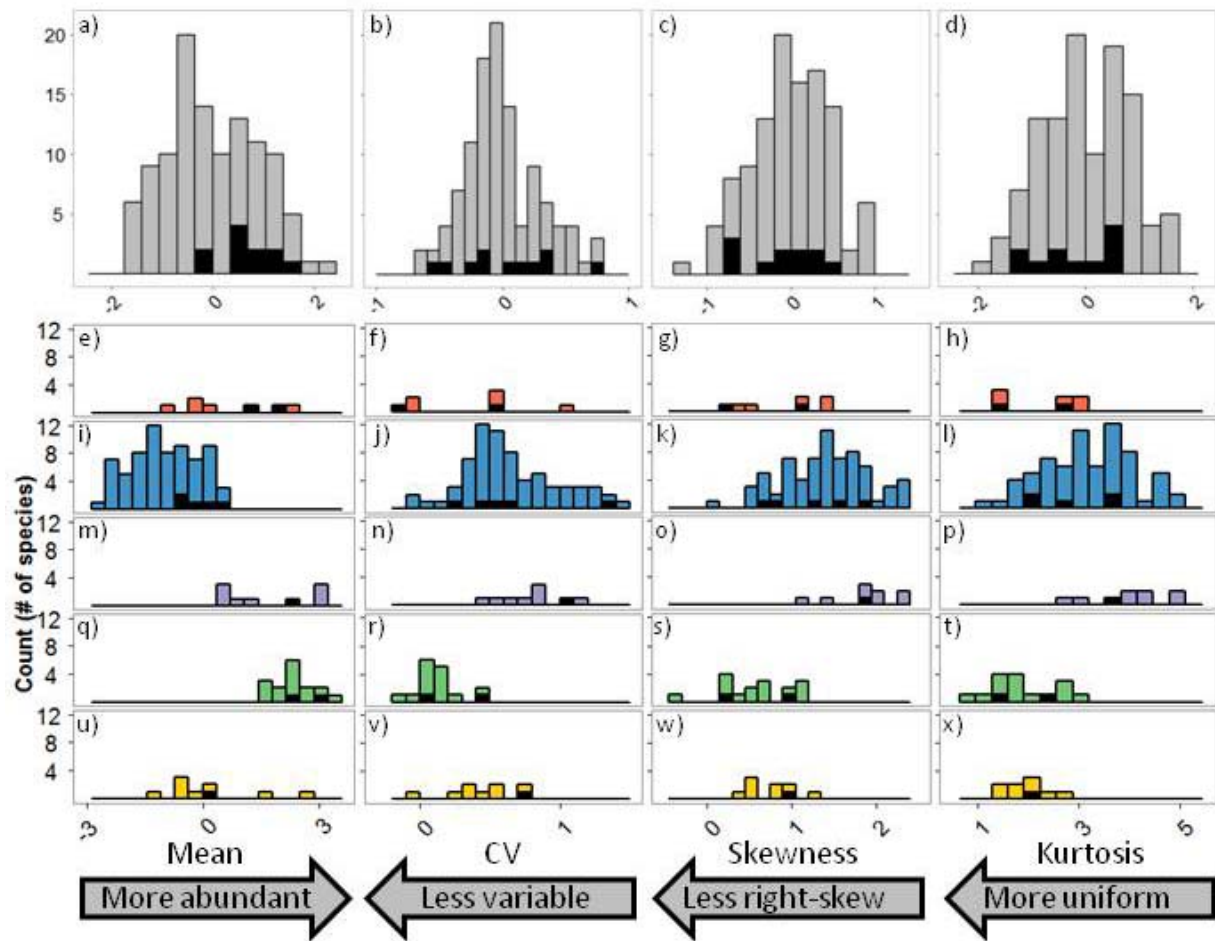 a) b) c) d)
20
15
10
5
-2 0 2 -1 0 1 -1 0 1 -2 0 2
e) f) g) h)
12
8
4
i) j) k) l)
12
8
4
m) n) o) p)
12
8
4
q) r) s) t)
12
8
4
u) v) w) x)
12
8
4
Count (# of species)
-3 0 3 0 1 0 1 2 1 3 5
Mean CV Skewness Kurtosis
More abundant Less variable Less right-skew More uniform